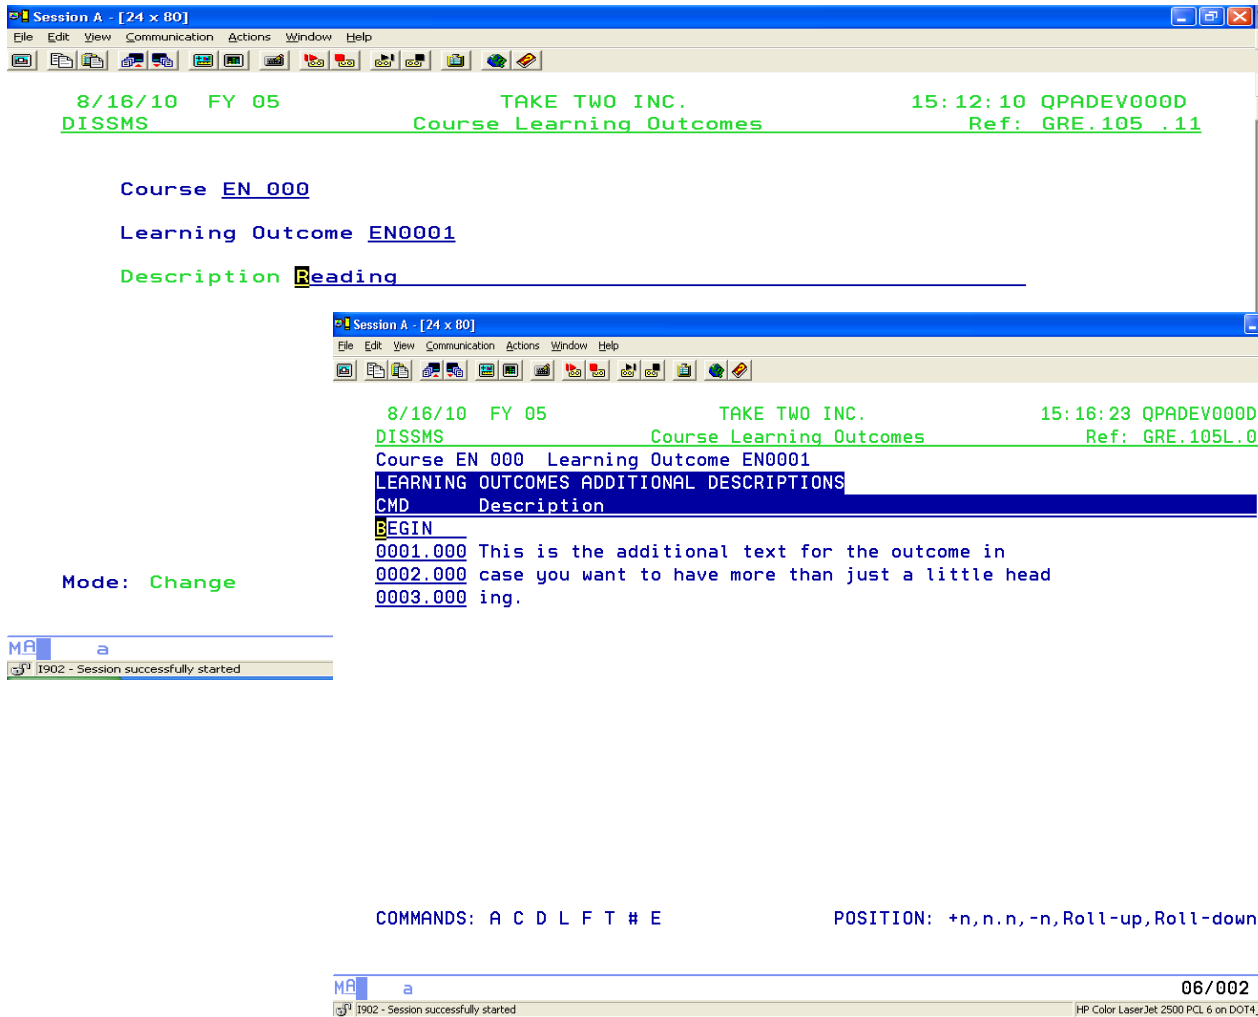 Session A - [24 x 80]
File Edit View Communication Actions Window Help
8/16/10 FY 05 TAKE TWO INC. 15:12:10 QPADEV000D
DISSMS Course Learning Outcomes Ref: GRE.105 .11
Course EN 000
Learning Outcome EN0001
Description Reading
Mode: Change
MA a
I902 - Session successfully started
Session A - [24 x 80]
File Edit View Communication Actions Window Help
8/16/10 FY 05 TAKE TWO INC. 15:16:23 QPADEV000D
DISSMS Course Learning Outcomes Ref: GRE.105L.0
Course EN 000 Learning Outcome EN0001
LEARNING OUTCOMES ADDITIONAL DESCRIPTIONS
CMD Description
BEGIN
0001.000 This is the additional text for the outcome in
0002.000 case you want to have more than just a little head
0003.000 ing.
COMMANDS: A C D L F T # E POSITION: +n,n.n,-n,Roll-up,Roll-down
MA a 06/002
I902 - Session successfully started HP Color LaserJet 2500 PCL 6 on DOT4